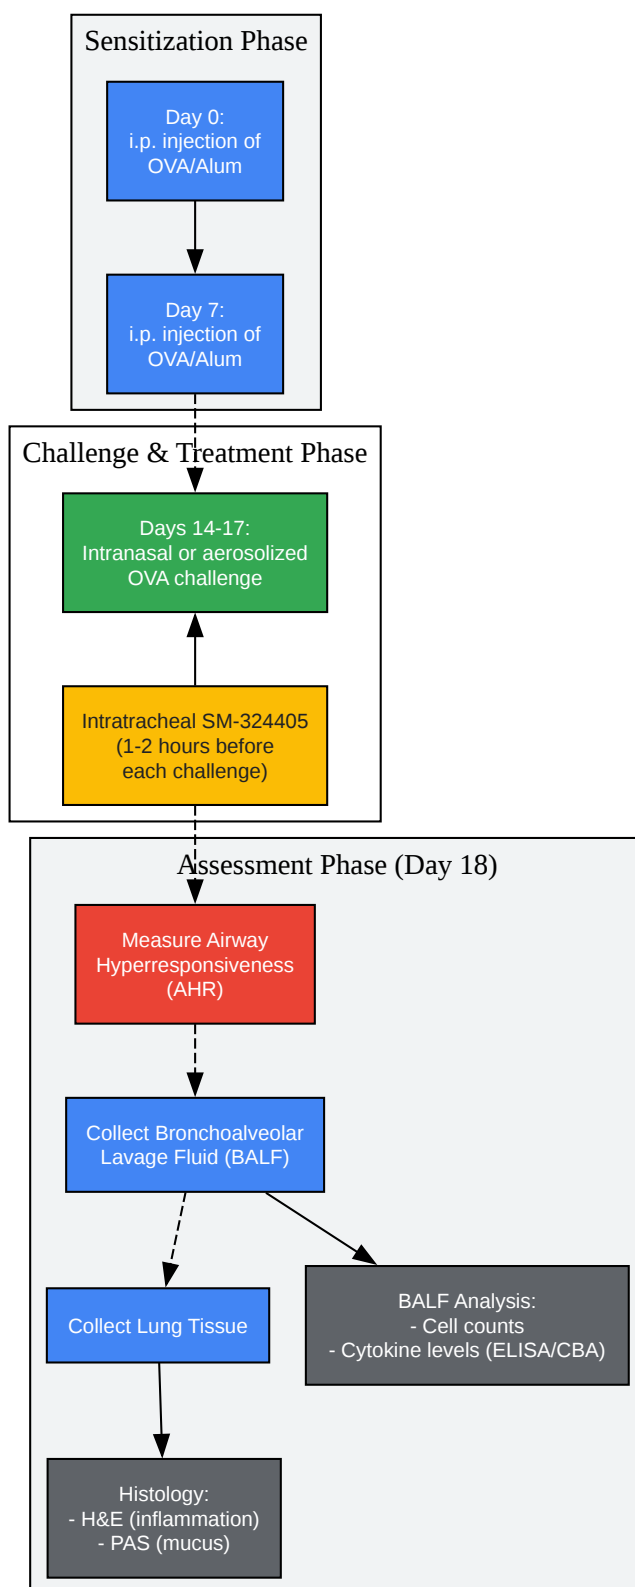 Sensitization Phase
Day 0:
i.p. injection of
OVA/Alum
Day 7:
i.p. injection of
OVA/Alum
Challenge & Treatment Phase
Days 14-17:
Intranasal or aerosolized
OVA challenge
Intratracheal SM-324405
(1-2 hours before
each challenge)
Assessment Phase (Day 18)
Measure Airway
Hyperresponsiveness
(AHR)
Collect Bronchoalveolar
Lavage Fluid (BALF)
Collect Lung Tissue
BALF Analysis:
- Cell counts
- Cytokine levels (ELISA/CBA)
Histology:
- H&E (inflammation)
- PAS (mucus)